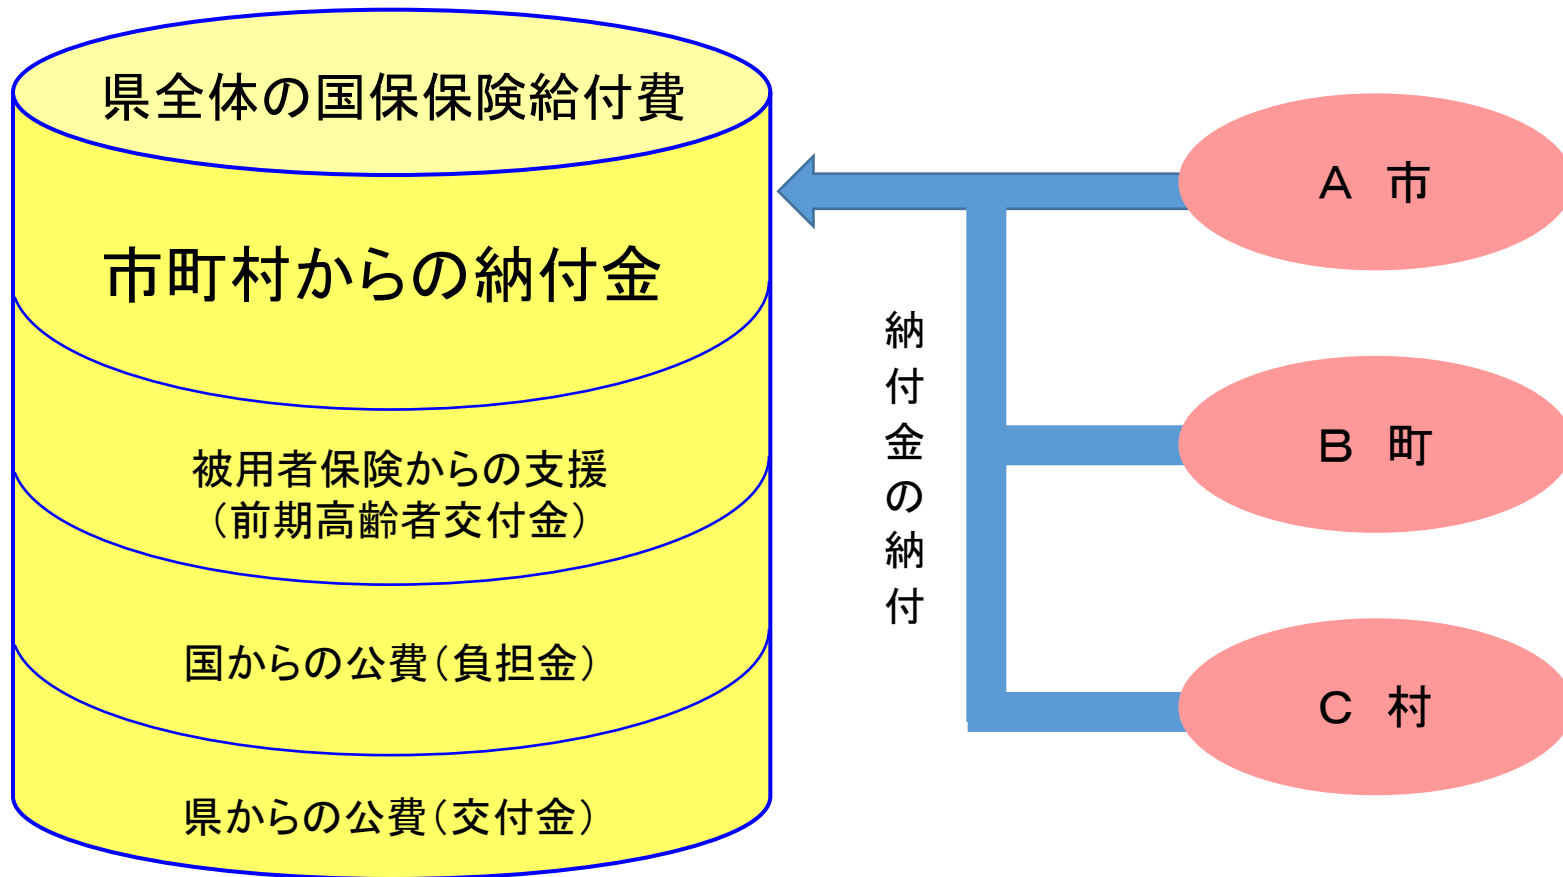 県全体の国保保険給付費
市町村からの納付金
被用者保険からの支援
（前期高齢者交付金）
国からの公費（負担金）
県からの公費（交付金）
納付金の納付
Ａ　市
Ｂ　町
Ｃ　村